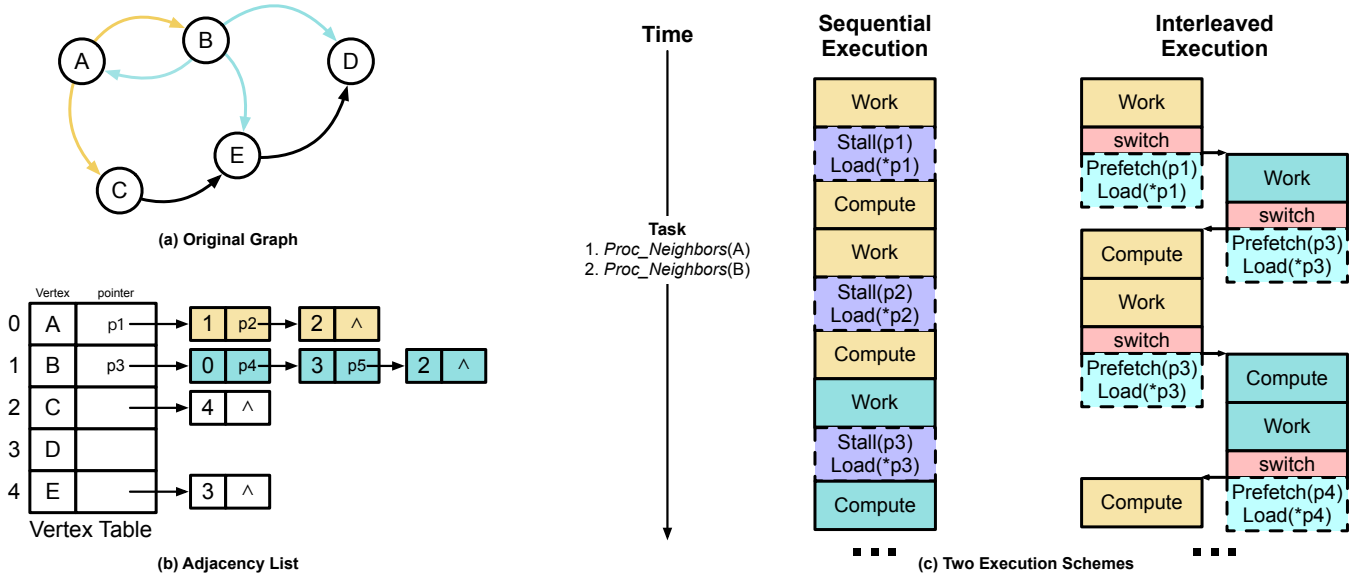 A
B
D
E
C
(a) Original Graph
Vertex pointer
0 A p1 1 p2 2 ^
1 B p3 0 p4 3 p5 2 ^
2 C 4 ^
3 D
4 E 3 ^
Vertex Table
(b) Adjacency List
Time
Task
1. Proc_Neighbors(A)
2. Proc_Neighbors(B)
Sequential
Execution
Work
Stall(p1)
Load(*p1)
Compute
Work
Stall(p2)
Load(*p2)
Compute
Work
Stall(p3)
Load(*p3)
Compute
Interleaved
Execution
Work
switch
Prefetch(p1)
Load(*p1)
Work
switch
Prefetch(p3)
Load(*p3)
Compute
Work
switch
Prefetch(p3)
Load(*p3)
Compute
Work
switch
Prefetch(p4)
Load(*p4)
Compute
(c) Two Execution Schemes